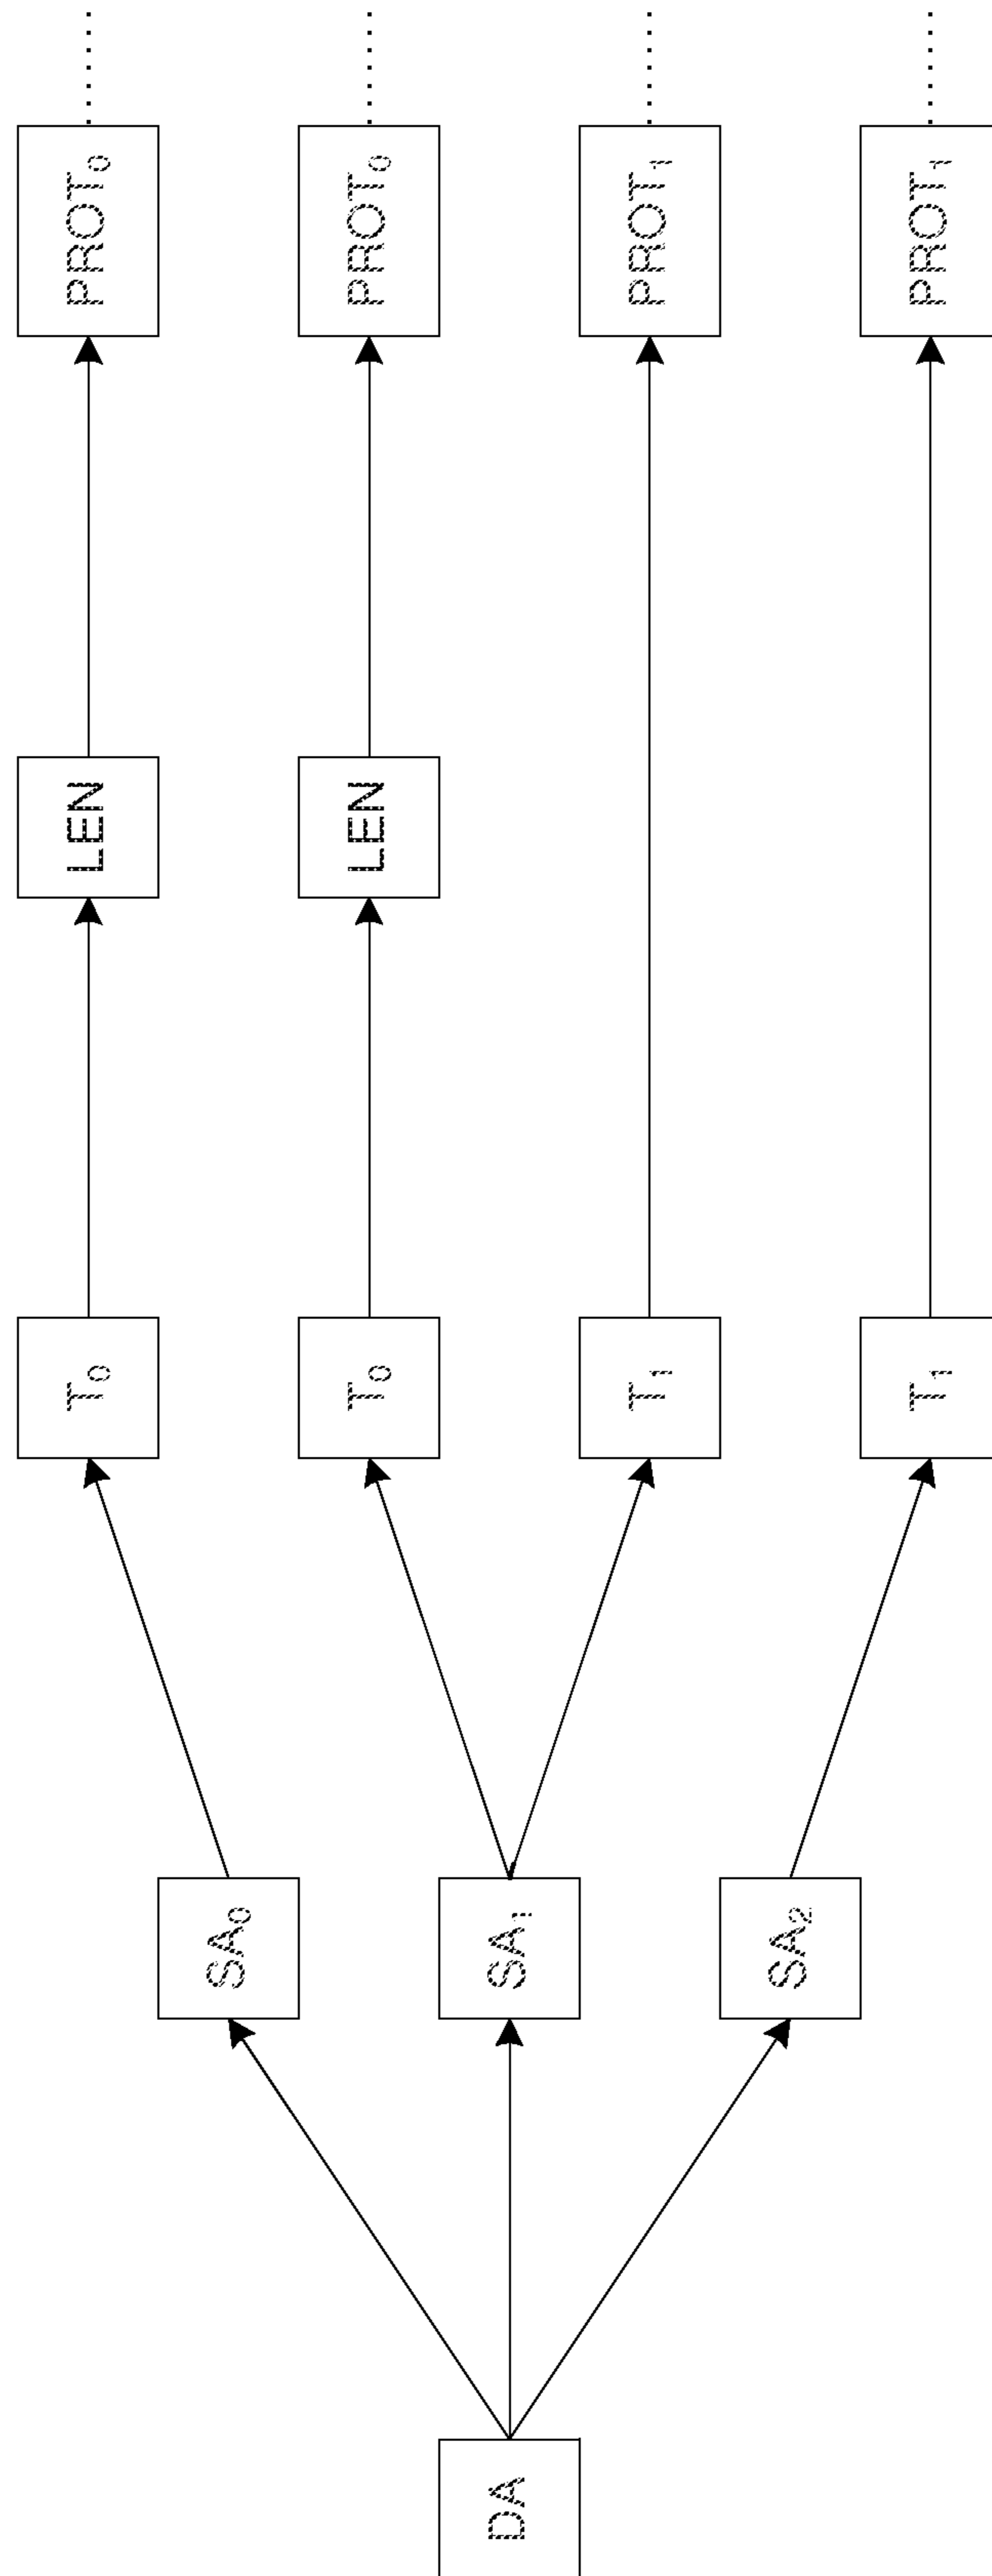 DA
SA₀
SA₁
SA₂
T₀
T₀
T₁
T₁
LEN
LEN
PROT₀
PROT₀
PROT₁
PROT₁